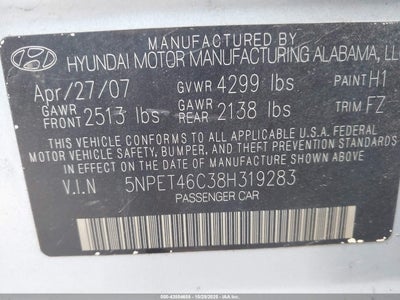 MANUFACTURED BY
HYUNDAI MOTOR MANUFACTURING ALABAMA, LL
Apr/27/07 GVWR 4299 lbs PAINT H1
GAWR FRONT 2513 lbs GAWR REAR 2138 lbs TRIM FZ
THIS VEHICLE CONFORMS TO ALL APPLICABLE U.S.A. FEDERAL
MOTOR VEHICLE SAFETY, BUMPER, AND THEFT PREVENTION
STANDARDS IN EFFECT ON THE DATE OF MANUFACTURE
SHOWN ABOVE.
V.I.N 5NPET46C38H319283
PASSENGER CAR